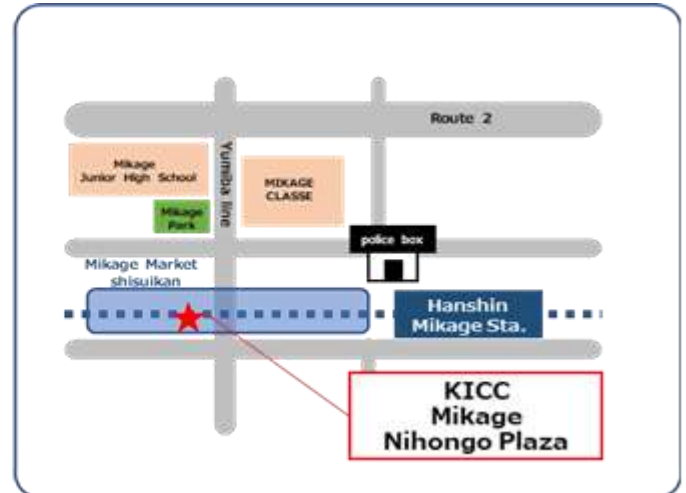 Route 2
Mikage
Junior High School
Yumiba line
MIKAGE
CLASSE
Mikage
Park
police box
Mikage Market
shisuikan
Hanshin
Mikage Sta.
KICC
Mikage
Nihongo Plaza